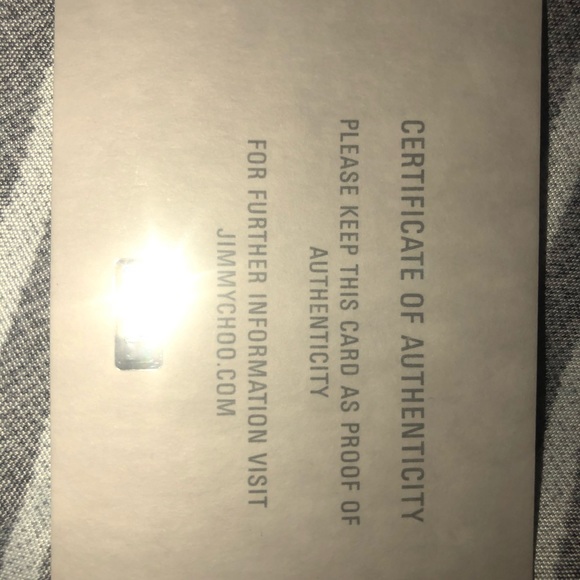 CERTIFICATE OF AUTHENTICITY
PLEASE KEEP THIS CARD AS PROOF OF
AUTHENTICITY
FOR FURTHER INFORMATION VISIT
JIMMYCHOO.COM